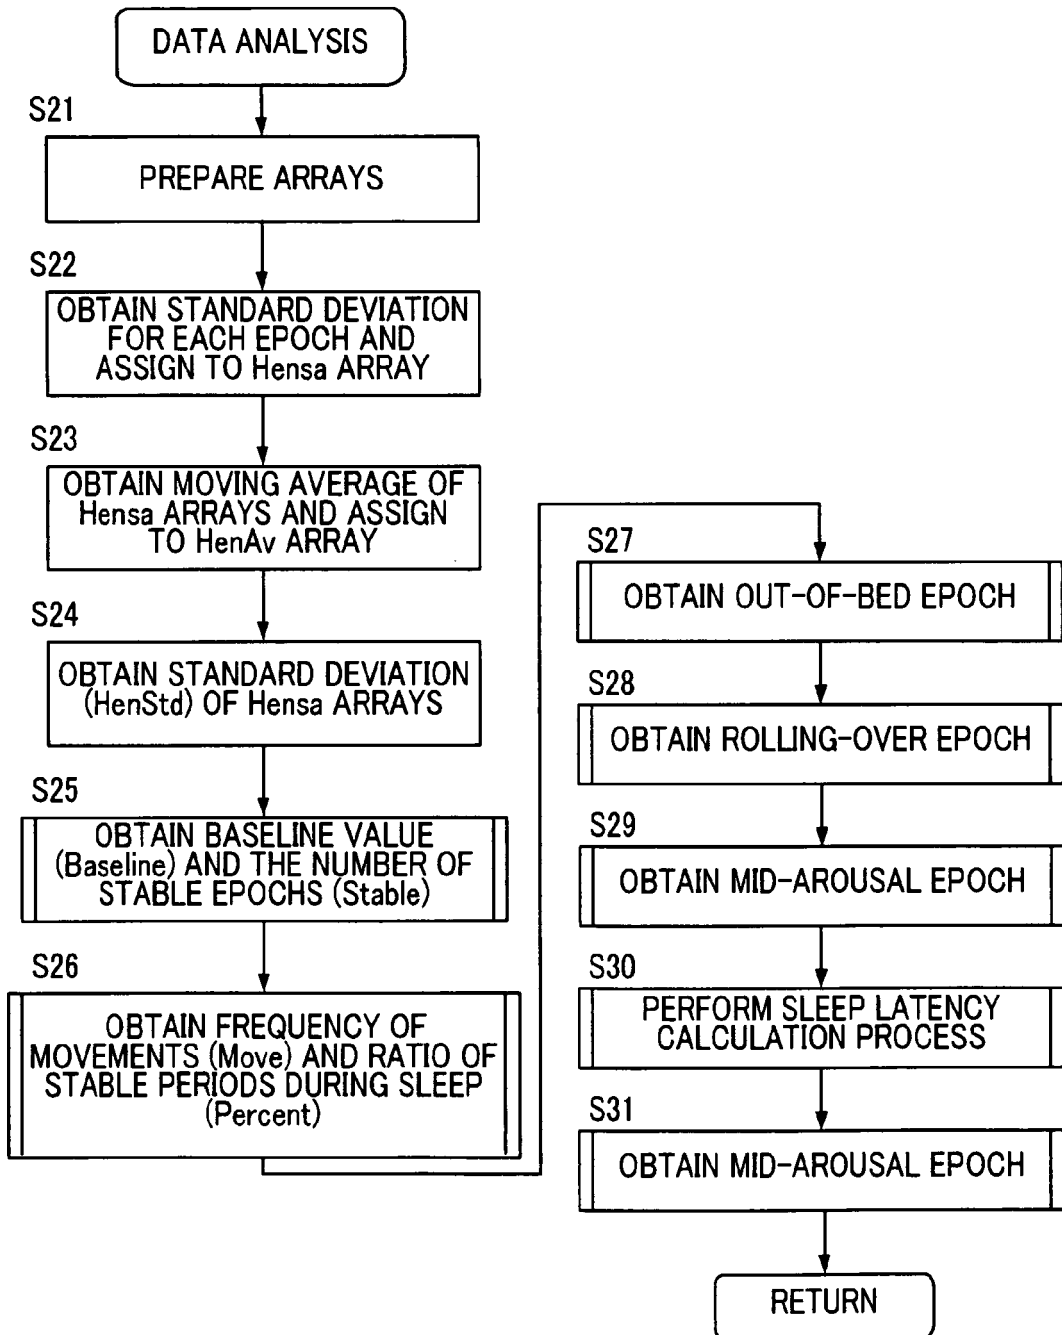 DATA ANALYSIS
S21
PREPARE ARRAYS
S22
OBTAIN STANDARD DEVIATION
FOR EACH EPOCH AND
ASSIGN TO Hensa ARRAY
S23
OBTAIN MOVING AVERAGE OF
Hensa ARRAYS AND ASSIGN
TO HenAv ARRAY
S24
OBTAIN STANDARD DEVIATION
(HenStd) OF Hensa ARRAYS
S25
OBTAIN BASELINE VALUE
(Baseline) AND THE NUMBER OF
STABLE EPOCHS (Stable)
S26
OBTAIN FREQUENCY OF
MOVEMENTS (Move) AND RATIO OF
STABLE PERIODS DURING SLEEP
(Percent)
S27
OBTAIN OUT-OF-BED EPOCH
S28
OBTAIN ROLLING-OVER EPOCH
S29
OBTAIN MID-AROUSAL EPOCH
S30
PERFORM SLEEP LATENCY
CALCULATION PROCESS
S31
OBTAIN MID-AROUSAL EPOCH
RETURN